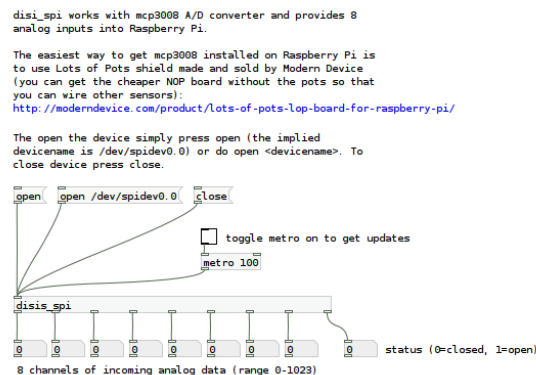 disi_spi works with mcp3008 A/D converter and provides 8
analog inputs into Raspberry Pi.
The easiest way to get mcp3008 installed on Raspberry Pi is
to use Lots of Pots shield made and sold by Modern Device
(you can get the cheaper NOP board without the pots so that
you can wire other sensors):
http://moderndevice.com/product/lots-of-pots-lop-board-for-raspberry-pi/
The open the device simply press open (the implied
devicename is /dev/spidev0.0) or do open <devicename>. To
close device press close.
open open /dev/spidev0.0 close
toggle metro on to get updates
metro 100
disis_spi
0 0 0 0 0 0 0 0 0 status (0=closed, 1=open)
8 channels of incoming analog data (range 0-1023)